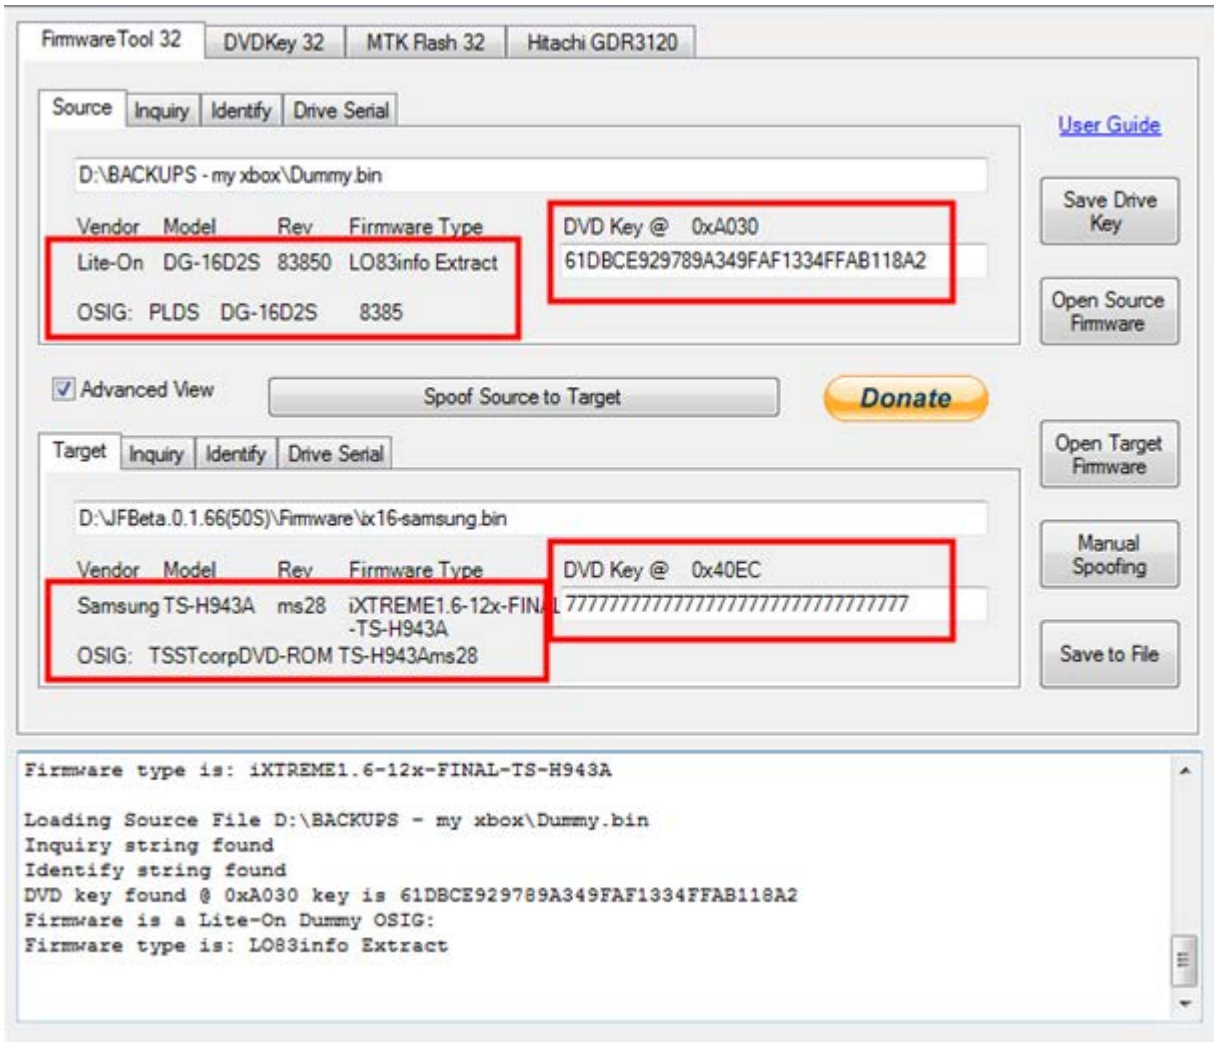 FirmwareTool 32 DVDKey 32 MTK Flash 32 Hitachi GDR3120
Source Inquiry Identify Drive Serial
User Guide
D:\BACKUPS - my xbox\Dummy.bin
Save Drive
Key
Vendor Model Rev Firmware Type DVD Key @ 0xA030
Lite-On DG-16D2S 83850 LO83info Extract 61DBCE929789A349FAF1334FFAB118A2
OSIG: PLDS DG-16D2S 8385
Open Source
Firmware
Advanced View Spoof Source to Target Donate
Target Inquiry Identify Drive Serial
Open Target
Firmware
D:\JFBeta.0.1.66(50S)\Firmware\ix16-samsung.bin
Manual
Spoofing
Vendor Model Rev Firmware Type DVD Key @ 0x40EC
Samsung TS-H943A ms28 iXTREME1.6-12x-FINAL 77777777777777777777777777777777
-TS-H943A
OSIG: TSSTcorpDVD-ROM TS-H943Ams28
Save to File
Firmware type is: iXTREME1.6-12x-FINAL-TS-H943A
Loading Source File D:\BACKUPS - my xbox\Dummy.bin
Inquiry string found
Identify string found
DVD key found @ 0xA030 key is 61DBCE929789A349FAF1334FFAB118A2
Firmware is a Lite-On Dummy OSIG:
Firmware type is: LO83info Extract